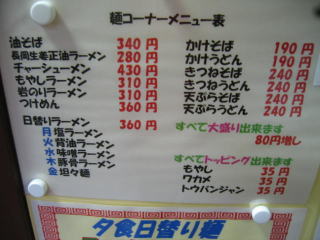 麺コーナーメニュー表
油そば 340円
長岡生姜正油ラーメン 280円
チャーシューメン 430円
もやしラーメン 310円
岩のりラーメン 310円
つけめん 360円
日替りラーメン 360円
月 塩ラーメン
火 背油ラーメン
水 味噌ラーメン
木 豚骨ラーメン
金 坦々麺
かけそば 190円
かけうどん 190円
きつねそば 240円
きつねうどん 240円
天ぷらそば 240円
天ぷらうどん 240円
すべて大盛り出来ます
80円増し
すべてトッピング出来ます
もやし 35円
ワカメ 35円
トウバンジャン 35円
夕食日替り麺